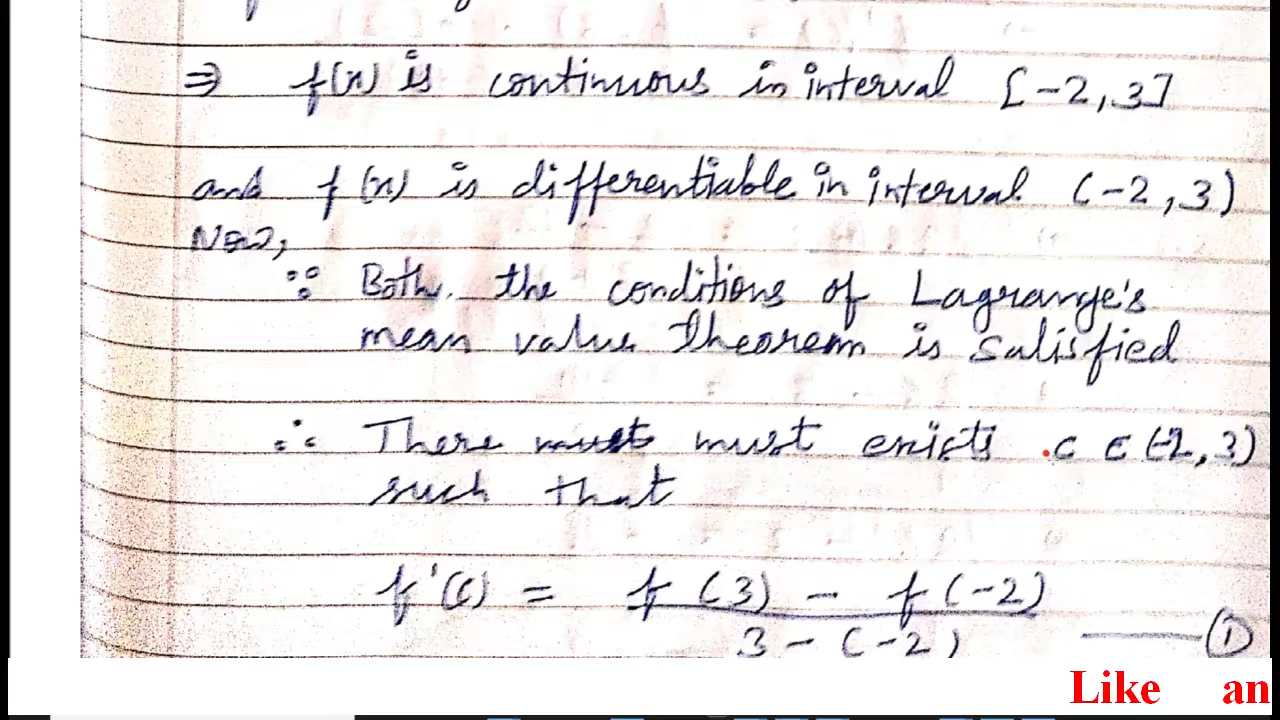 ⇒ f(x) is continuous in interval [-2, 3]
and f(x) is differentiable in interval (-2, 3)
Now,
∵ Both the conditions of Lagrange's
mean value theorem is satisfied
∴ There must must exists c ∈ (-2, 3)
such that
f'(c) = f(3) - f(-2)
3 - (-2) —— ①
Like an